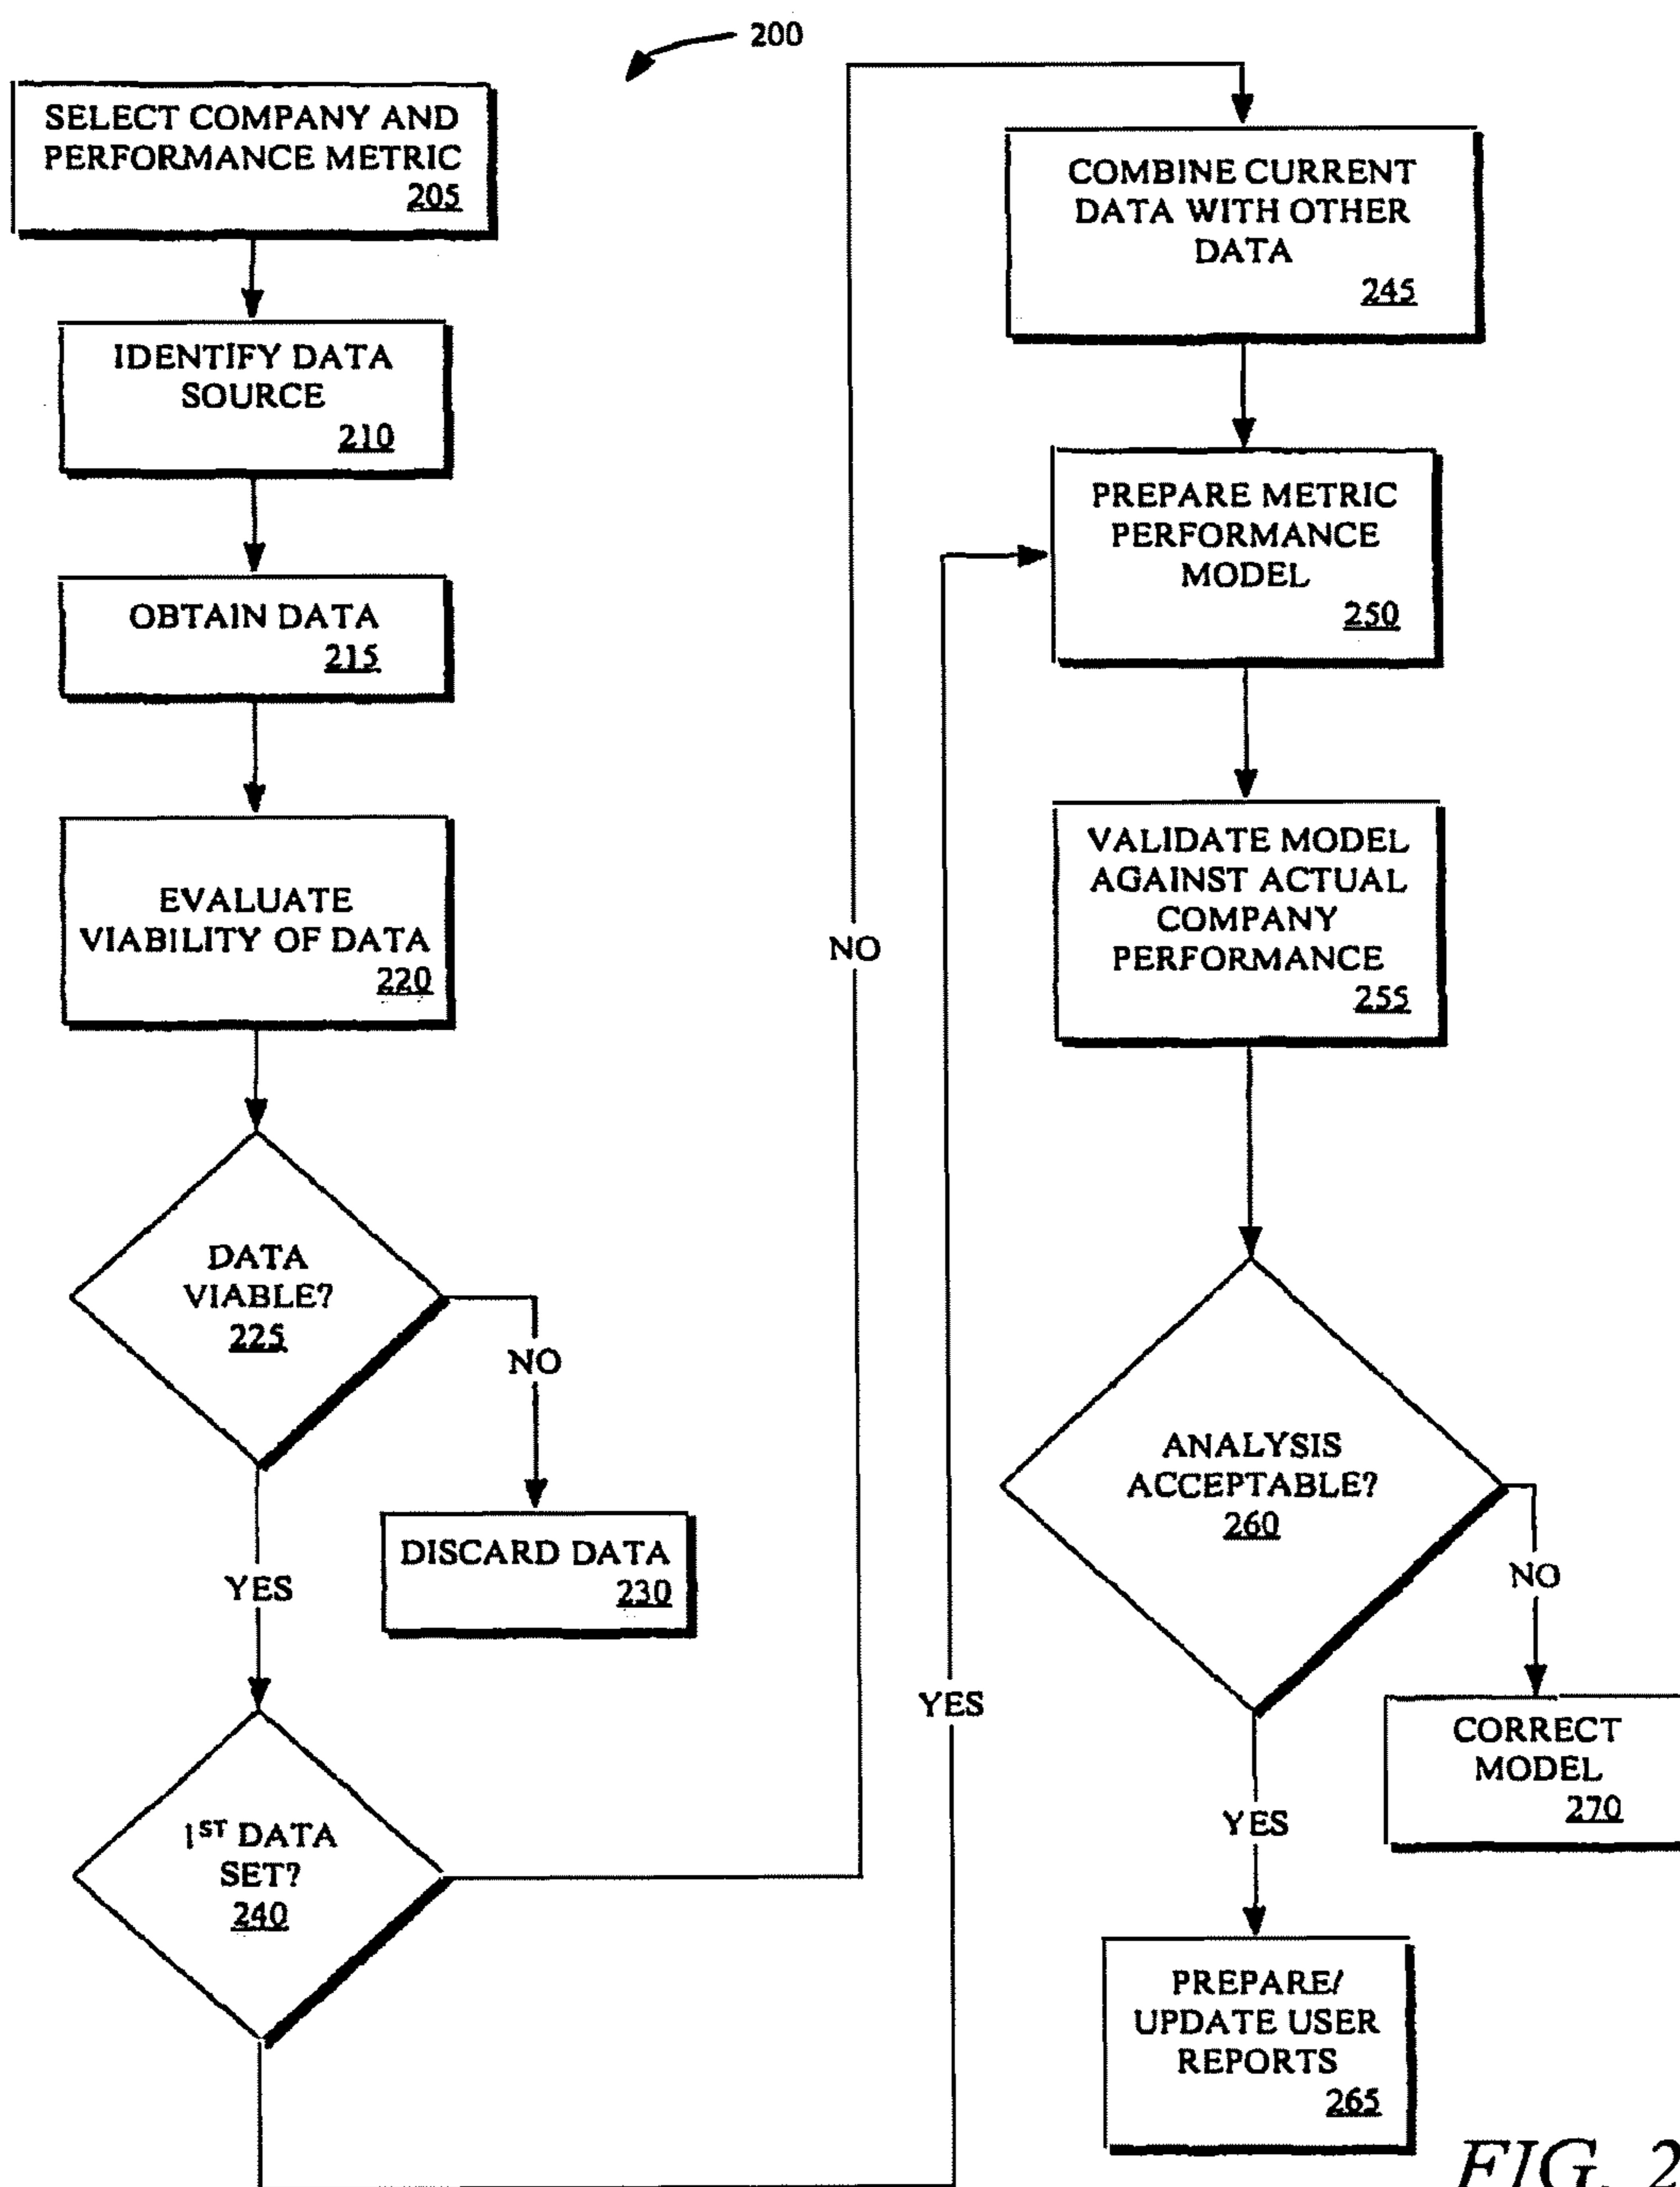 200
SELECT COMPANY AND
PERFORMANCE METRIC
205
IDENTIFY DATA
SOURCE
210
OBTAIN DATA
215
EVALUATE
VIABILITY OF DATA
220
DATA
VIABLE?
225
NO
DISCARD DATA
230
YES
1ST DATA
SET?
240
NO
YES
COMBINE CURRENT
DATA WITH OTHER
DATA
245
PREPARE METRIC
PERFORMANCE
MODEL
250
VALIDATE MODEL
AGAINST ACTUAL
COMPANY
PERFORMANCE
255
ANALYSIS
ACCEPTABLE?
260
NO
CORRECT
MODEL
270
YES
PREPARE/
UPDATE USER
REPORTS
265
FIG. 2